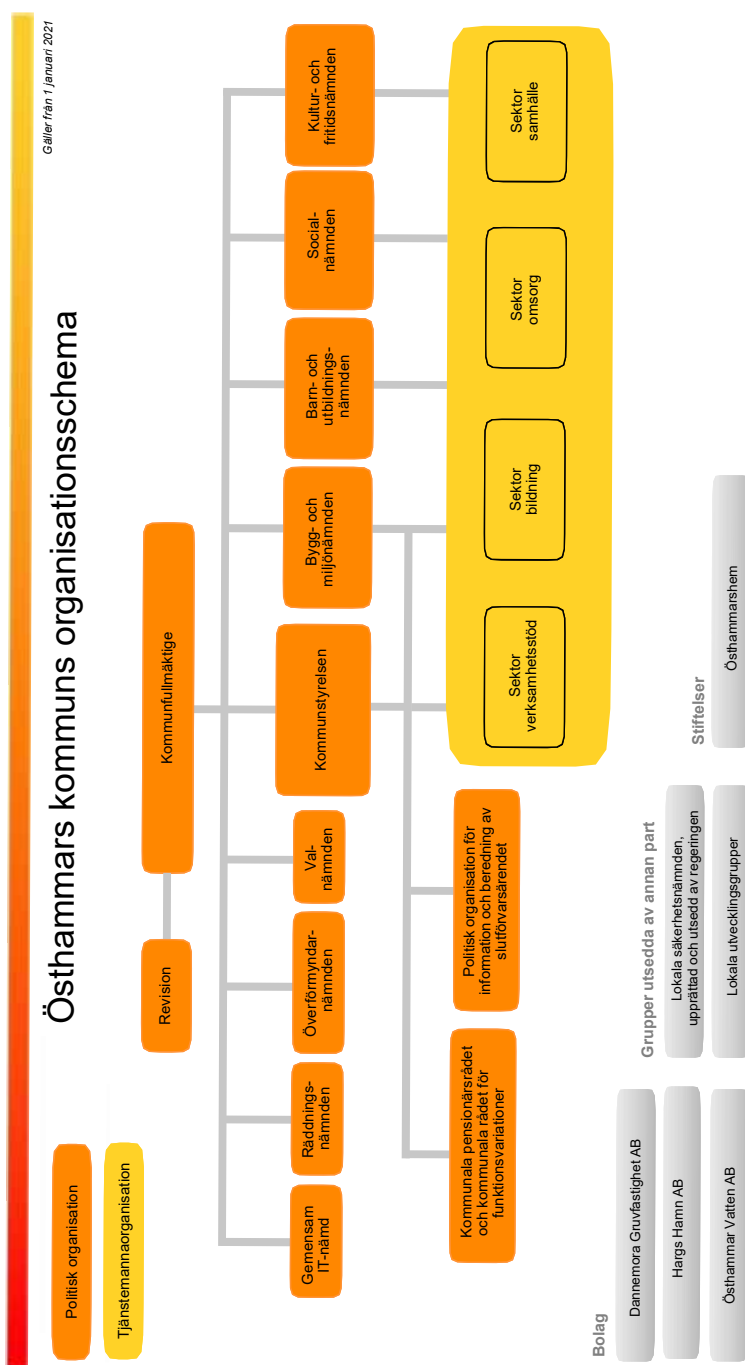 Gäller från 1 januari 2021
Östhammars kommuns organisationsschema
Politisk organisation
Tjänstemannaorganisation
Revision
Kommunfullmäktige
Gemensam
IT-nämd
Räddnings-
nämnden
Överförmyndar-
nämnden
Val-
nämnden
Kommunstyrelsen
Bygg- och
miljönämnden
Barn- och
utbildnings-
nämnden
Social-
nämnden
Kultur- och
fritidsnämnden
Kommunala pensionärsrådet
och kommunala rådet för
funktionsvariationer
Politisk organisation för
information och beredning av
slutförvarsärendet
Sektor
verksamhetsstöd
Sektor
bildning
Sektor
omsorg
Sektor
samhälle
Bolag
Dannemora Gruvfastighet AB
Hargs Hamn AB
Östhammar Vatten AB
Grupper utsedda av annan part
Lokala säkerhetsnämnden,
upprättad och utsedd av regeringen
Lokala utvecklingsgrupper
Stiftelser
Östhammarshem